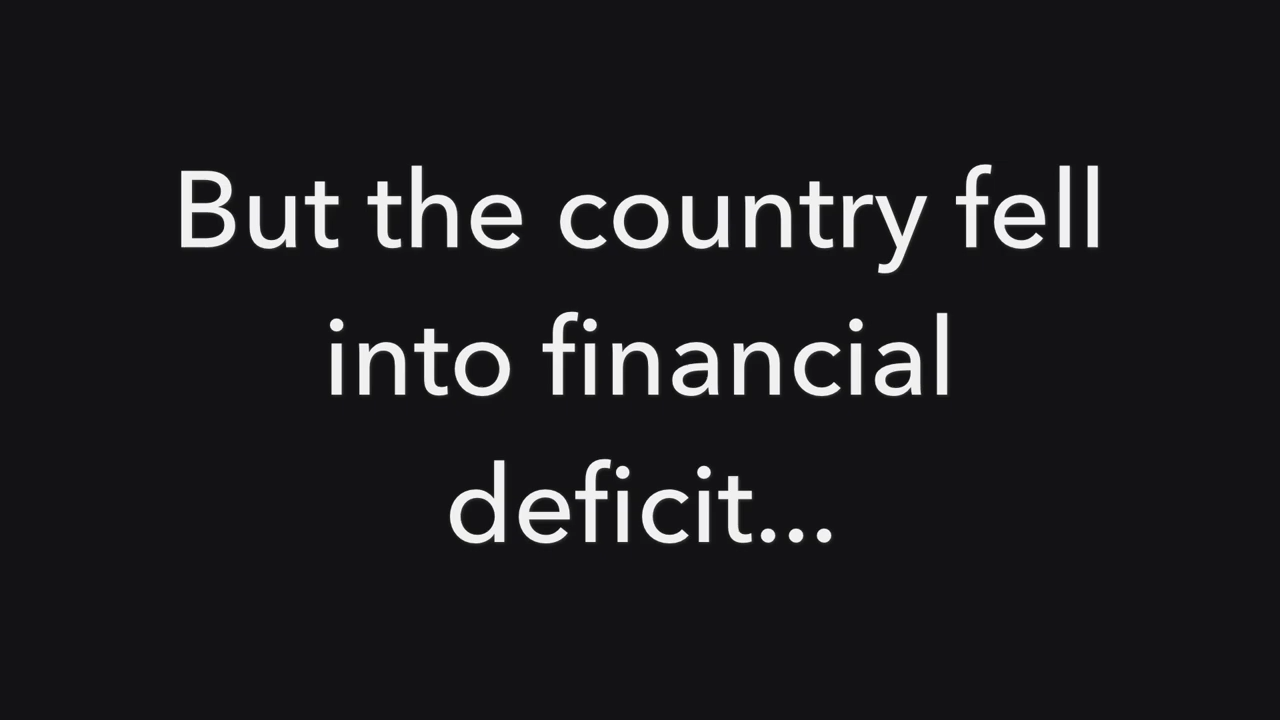 But the country fell
into financial
deficit...